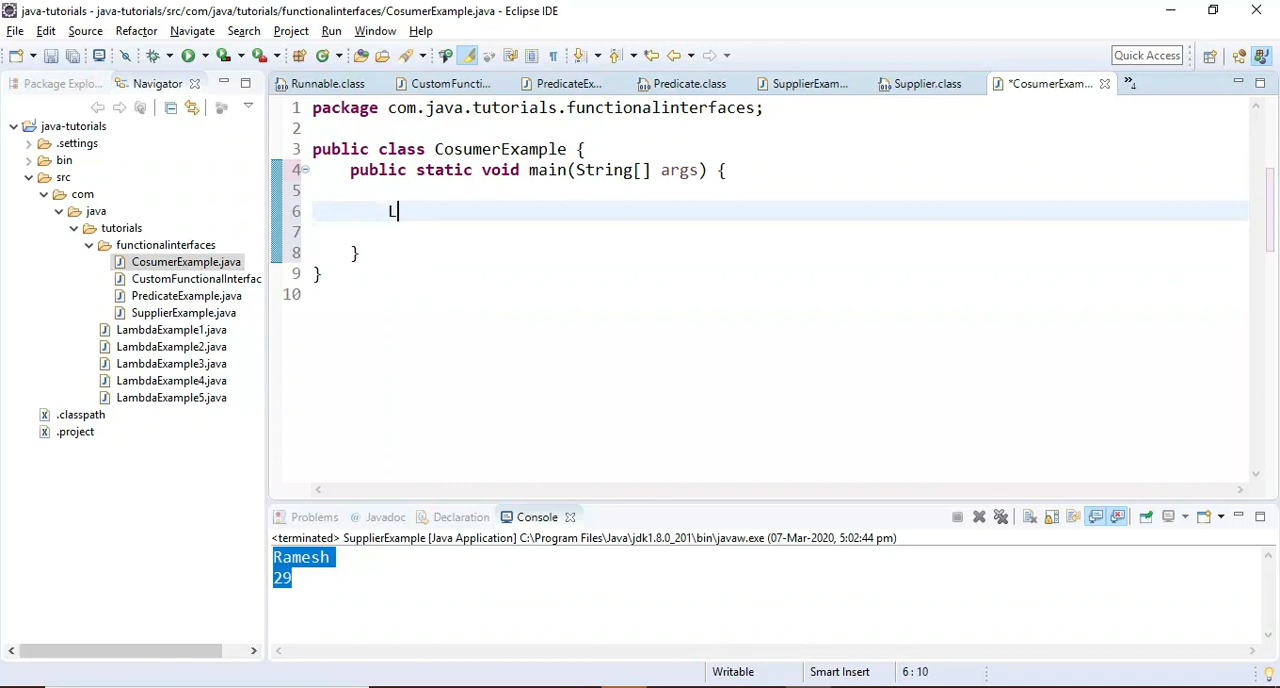 java-tutorials - java-tutorials/src/com/java/tutorials/functionalinterfaces/CosumerExample.java - Eclipse IDE
File Edit Source Refactor Navigate Search Project Run Window Help
Quick Access
Package Explo... Navigator
Runnable.class CustomFuncti... PredicateEx... Predicate.class SupplierExam... Supplier.class *CosumerExam... »4
java-tutorials
.settings
bin
src
com
java
tutorials
functionalinterfaces
CosumerExample.java
CustomFunctionalInterfac
PredicateExample.java
SupplierExample.java
LambdaExample1.java
LambdaExample2.java
LambdaExample3.java
LambdaExample4.java
LambdaExample5.java
.classpath
.project
1 package com.java.tutorials.functionalinterfaces;
2
3 public class CosumerExample {
4 public static void main(String[] args) {
5
6 L
7
8 }
9 }
10
Problems @ Javadoc Declaration Console
<terminated> SupplierExample [Java Application] C:\Program Files\Java\jdk1.8.0_201\bin\javaw.exe (07-Mar-2020, 5:02:44 pm)
Ramesh
29
Writable Smart Insert 6 : 10